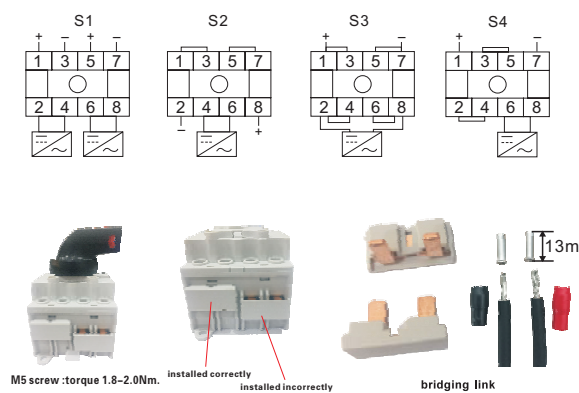 S1 S2 S3 S4
+ – + – + – + –
1 3 5 7 1 3 5 7 1 3 5 7 1 3 5 7
2 4 6 8 2 4 6 8 2 4 6 8 2 4 6 8
– +
13m
installed correctly
M5 screw :torque 1.8–2.0Nm.
installed incorrectly
bridging link